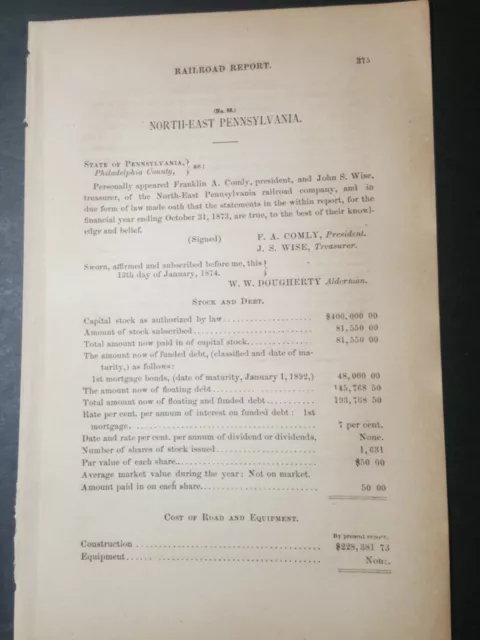 RAILROAD REPORT. 375
(No. 39.)
NORTH-EAST PENNSYLVANIA.
STATE OF PENNSYLVANIA, } ss:
Philadelphia County, }
Personally appeared Franklin A. Comly, president, and John S. Wise,
treasurer, of the North-East Pennsylvania railroad company, and in
due form of law made oath that the statements in the within report, for the
financial year ending October 31, 1873, are true, to the best of their knowl-
edge and belief.
(Signed) F. A. COMLY, President.
J. S. WISE, Treasurer.
Sworn, affirmed and subscribed before me, this }
13th day of January, 1874. }
W. W. DOUGHERTY Alderman.
STOCK AND DEBT.
Capital stock as authorized by law.................... $400,000 00
Amount of stock subscribed........................... 81,550 00
Total amount now paid in of capital stock.............. 81,550 00
The amount now of funded debt, (classified and date of ma-
turity,) as follows:
1st mortgage bonds, (date of maturity, January 1, 1892,) 48,000 00
The amount now of floating debt...................... 145,768 50
Total amount now of floating and funded debt........... 193,768 50
Rate per cent. per annum of interest on funded debt: 1st
mortgage........................................ 7 per cent.
Date and rate per cent. per annum of dividend or dividends, None.
Number of shares of stock issued...................... 1,631
Par value of each share............................... $50 00
Average market value during the year: Not on market.
Amount paid in on each share.......................... 50 00
COST OF ROAD AND EQUIPMENT.
By present report.
Construction ........................................ $228,381 73
Equipment.......................................... None.